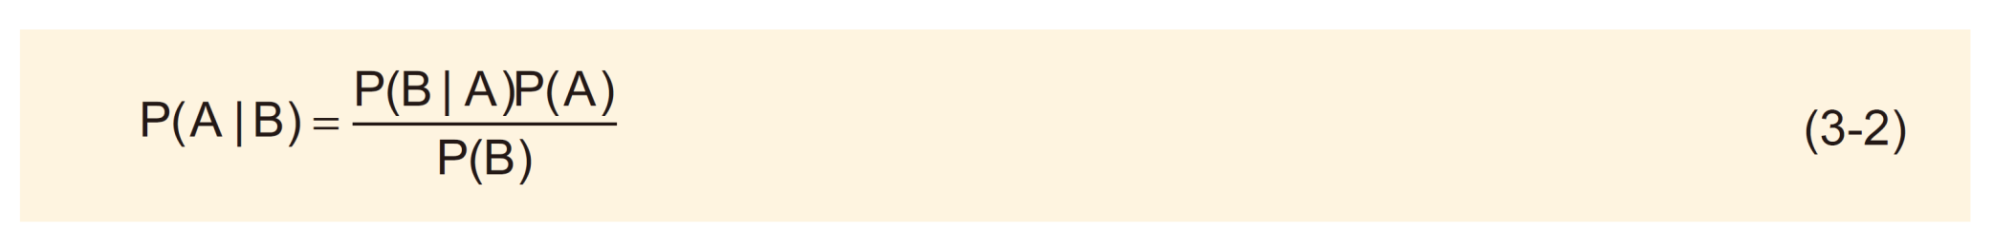 P(A | B) = P(B | A)P(A) / P(B) (3-2)